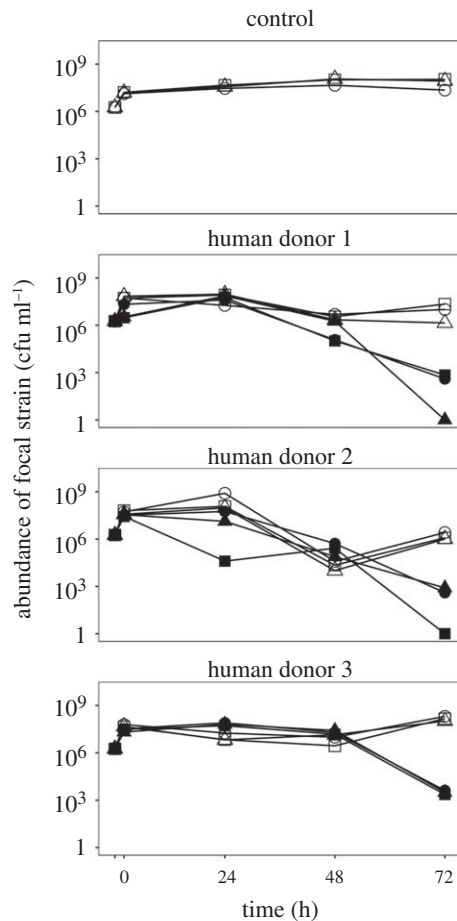 control
10⁹
10⁶
10³
1
human donor 1
10⁹
10⁶
10³
1
human donor 2
10⁹
10⁶
10³
1
human donor 3
10⁹
10⁶
10³
1
0 24 48 72
time (h)
abundance of focal strain (cfu ml⁻¹)